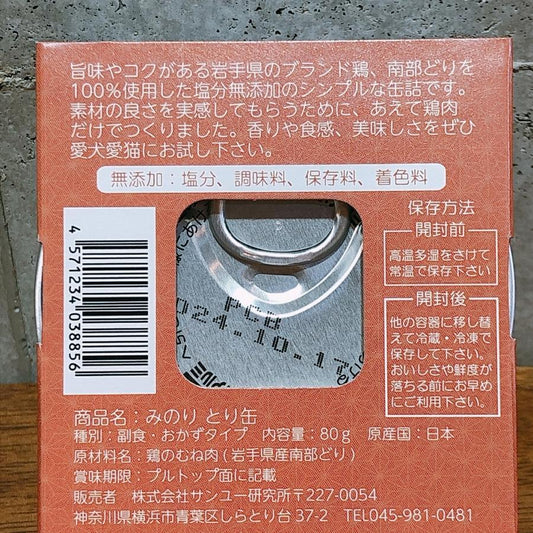 旨味やコクがある岩手県のブランド鶏、南部どりを
100％使用した塩分無添加のシンプルな缶詰です。
素材の良さを実感してもらうために、あえて鶏肉
だけでつくりました。香りや食感、美味しさをぜひ
愛犬愛猫にお試し下さい。
無添加：塩分、調味料、保存料、着色料
保存方法
開封前
高温多湿をさけて
常温で保存下さい
開封後
他の容器に移し替
えて冷蔵・冷凍で
保存して下さい。
おいしさや鮮度が
落ちる前にお早め
にご利用下さい。
4571234038856
PCB
2024.10.17
商品名：みのり とり缶
種別：副食・おかずタイプ 内容量：80g 原産国：日本
原材料名：鶏のむね肉（岩手県産南部どり）
賞味期限：プルトップ面に記載
販売者 株式会社サンユー研究所〒227-0054
神奈川県横浜市青葉区しらとり台 37-2 TEL045-981-0481